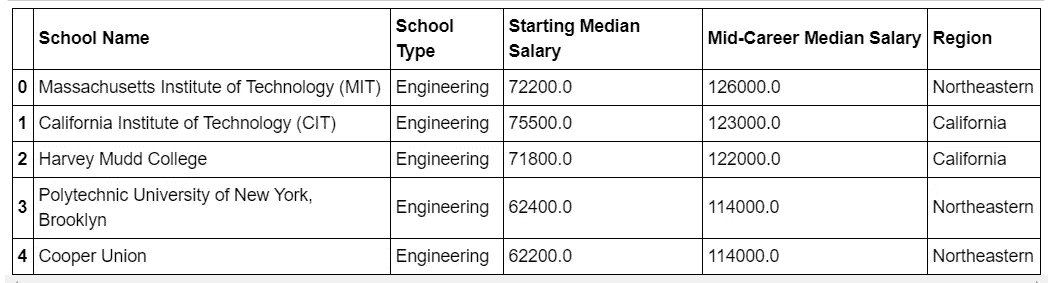 School Name School Type Starting Median Salary Mid-Career Median Salary Region
0 Massachusetts Institute of Technology (MIT) Engineering 72200.0 126000.0 Northeastern
1 California Institute of Technology (CIT) Engineering 75500.0 123000.0 California
2 Harvey Mudd College Engineering 71800.0 122000.0 California
3 Polytechnic University of New York, Brooklyn Engineering 62400.0 114000.0 Northeastern
4 Cooper Union Engineering 62200.0 114000.0 Northeastern